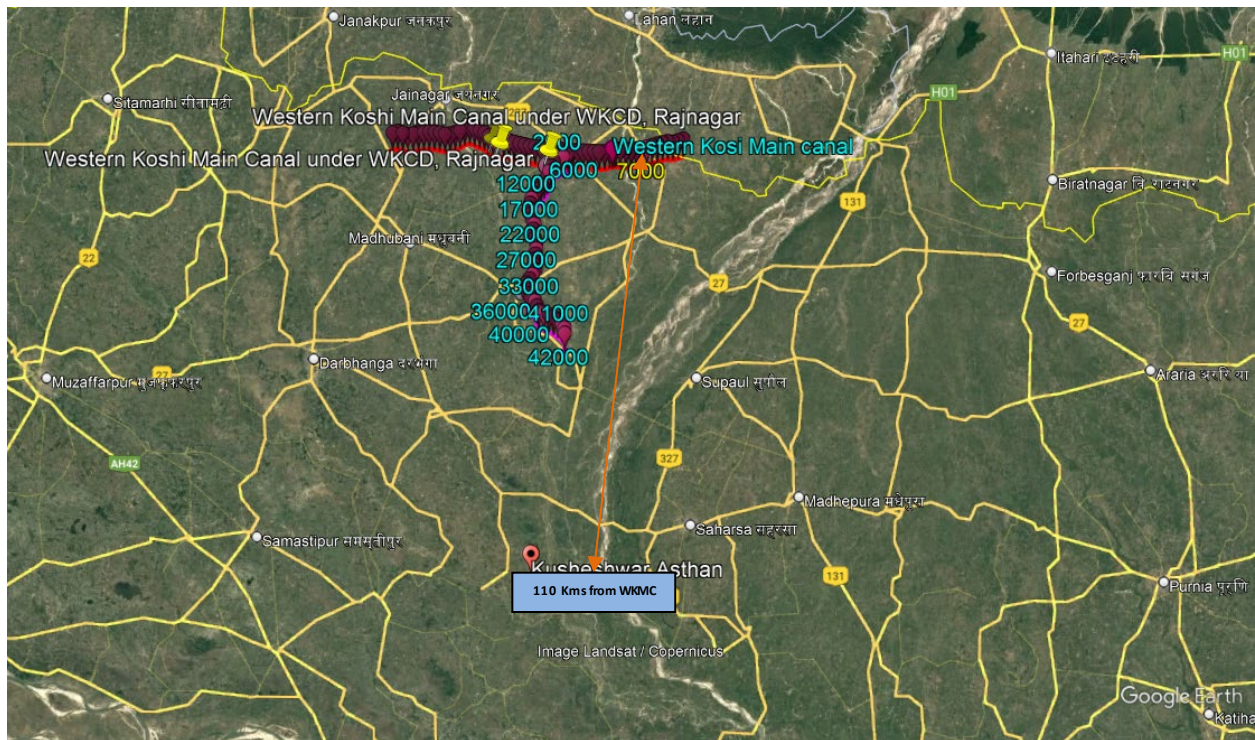 Janakpur जनकपुर
Lahan लहान
Itahari इटहरी
H01
Sitamarhi सीतामढ़ी
Jainagar जयनगर
H01
Western Koshi Main Canal under WKCD, Rajnagar
Western Kosi Main canal
Western Koshi Main Canal under WKCD, Rajnagar
6000
7000
12000
Biratnagar
131
17000
22000
Madhubani मधुबनी
22
27000
27
Forbesganj
33000
36000
41000
27
40000
42000
Darbhanga दरभंगा
27
Muzaffarpur मुजफ्फरपुर
Supaul सुपौल
Araria
AH42
327
Madhepura मधेपुरा
Saharsa सहरसा
Samastipur समस्तीपुर
Kusheshwar Asthan
131
Purnia पूर्णि
110 Kms from WKMC
Image Landsat / Copernicus
Google Earth
Katiha